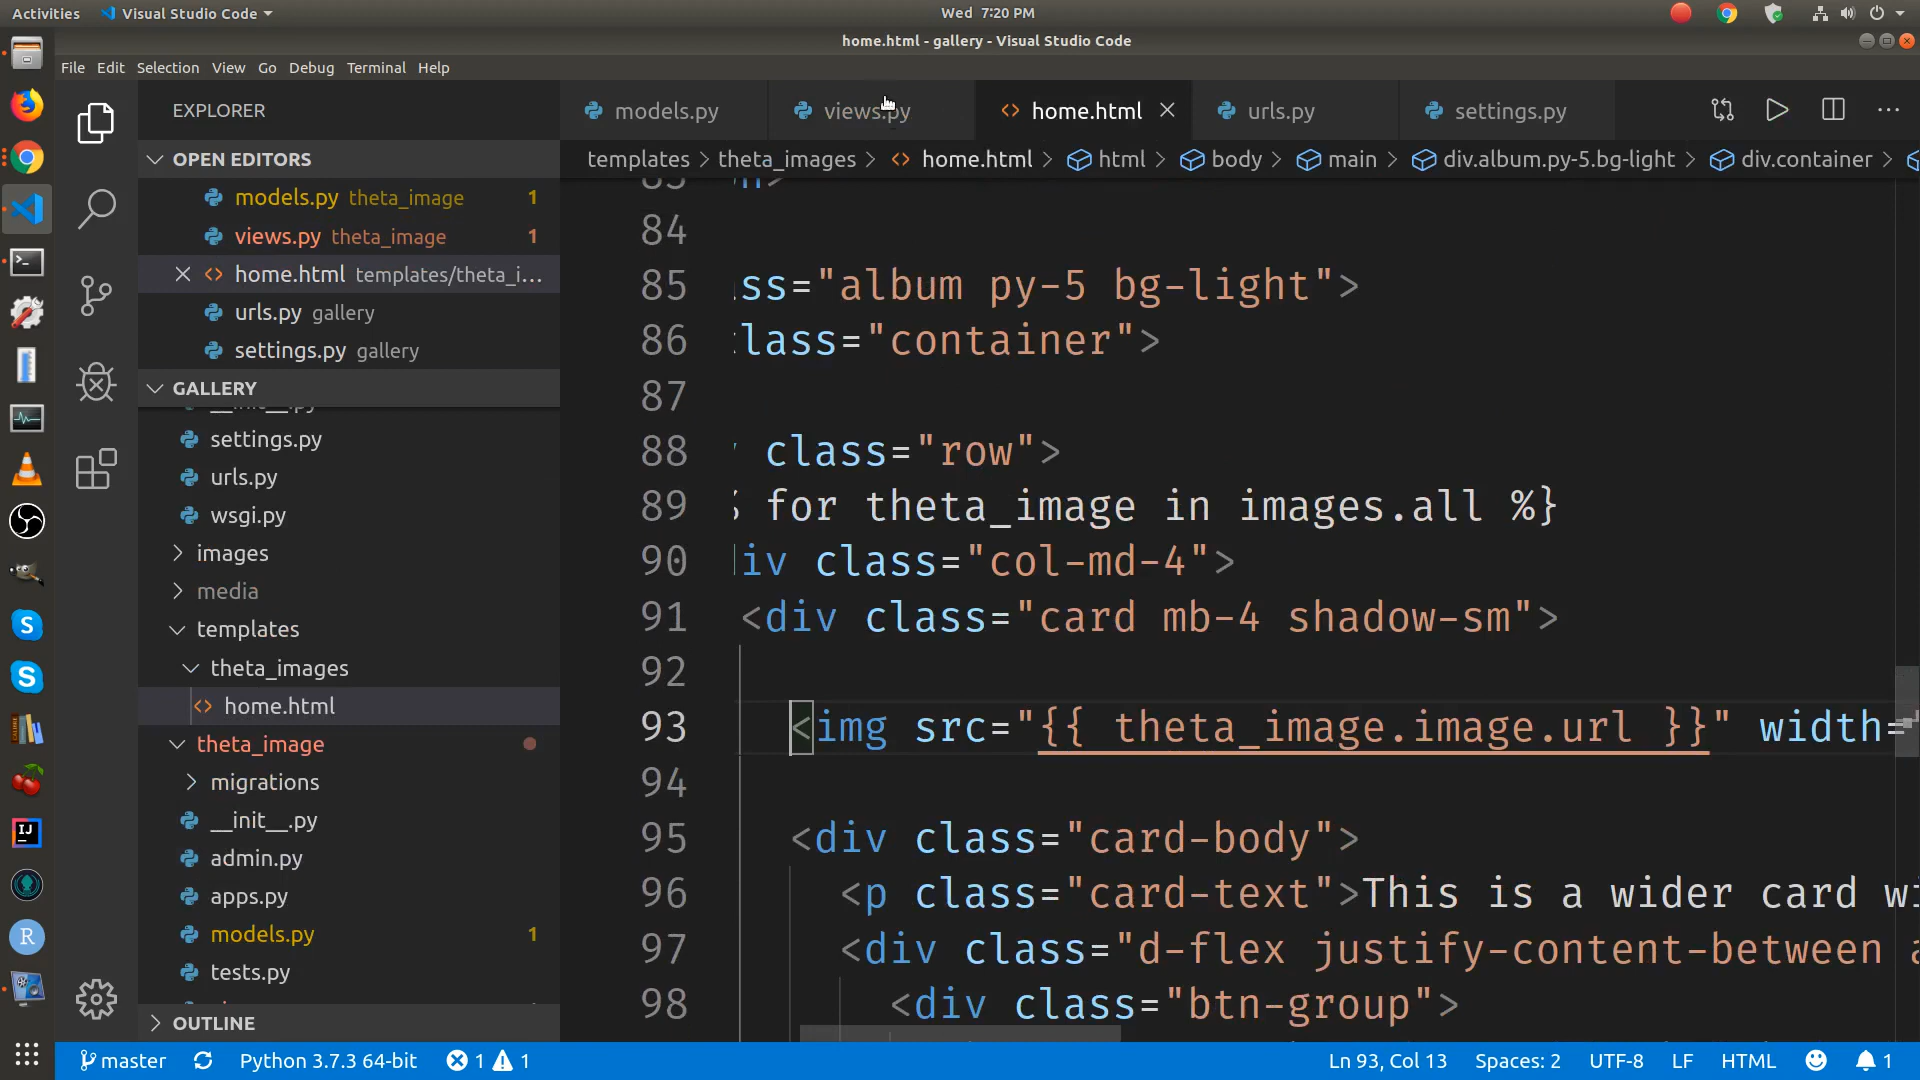 Activities Visual Studio Code Wed 7:20 PM
home.html - gallery - Visual Studio Code
File Edit Selection View Go Debug Terminal Help
EXPLORER
OPEN EDITORS
models.py theta_image 1
views.py theta_image 1
home.html templates/theta_i...
urls.py gallery
settings.py gallery
GALLERY
__init__.py
settings.py
urls.py
wsgi.py
images
media
templates
theta_images
home.html
theta_image
migrations
__init__.py
admin.py
apps.py
models.py 1
tests.py
OUTLINE
models.py views.py home.html urls.py settings.py
templates > theta_images > home.html > html > body > main > div.album.py-5.bg-light > div.container >
83
84
85 ss="album py-5 bg-light">
86 lass="container">
87
88 class="row">
89 % for theta_image in images.all %}
90 iv class="col-md-4">
91 <div class="card mb-4 shadow-sm">
92
93 <img src="{{ theta_image.image.url }}" width=
94
95 <div class="card-body">
96 <p class="card-text">This is a wider card wi
97 <div class="d-flex justify-content-between a
98 <div class="btn-group">
IJ
R
master Python 3.7.3 64-bit 1 1 Ln 93, Col 13 Spaces: 2 UTF-8 LF HTML 1